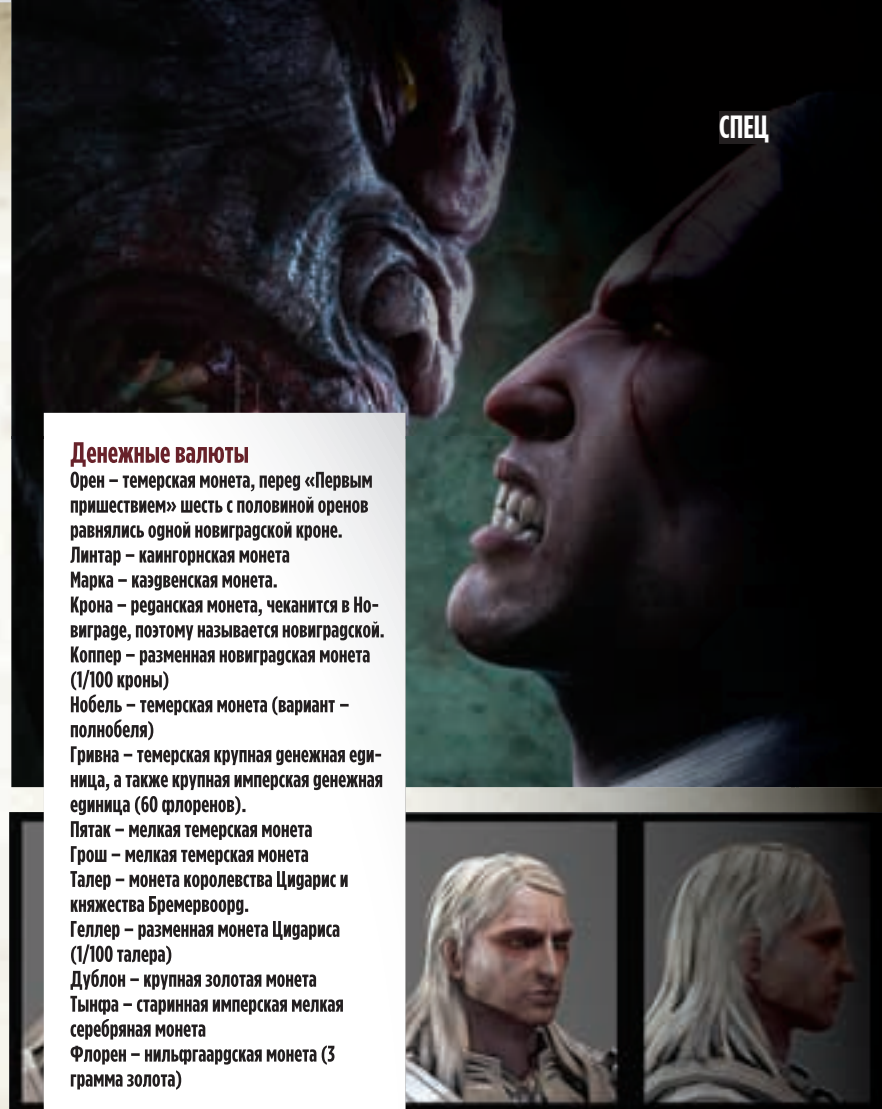 СПЕЦ
Денежные валюты
Орен – темерская монета, перед «Первым
пришествием» шесть с половиной оренов
равнялись одной новиградской кроне.
Линтар – каингорнская монета
Марка – каэдвенская монета.
Крона – реданская монета, чеканится в Но-
виграде, поэтому называется новиградской.
Коппер – разменная новиградская монета
(1/100 кроны)
Нобель – темерская монета (вариант –
полнобеля)
Гривна – темерская крупная денежная еди-
ница, а также крупная имперская денежная
единица (60 флоренов).
Пятак – мелкая темерская монета
Грош – мелкая темерская монета
Талер – монета королевства Цидарис и
княжества Бремервоорд.
Геллер – разменная монета Цидариса
(1/100 талера)
Дублон – крупная золотая монета
Тынфа – старинная имперская мелкая
серебряная монета
Флорен – нильфгаардская монета (3
грамма золота)